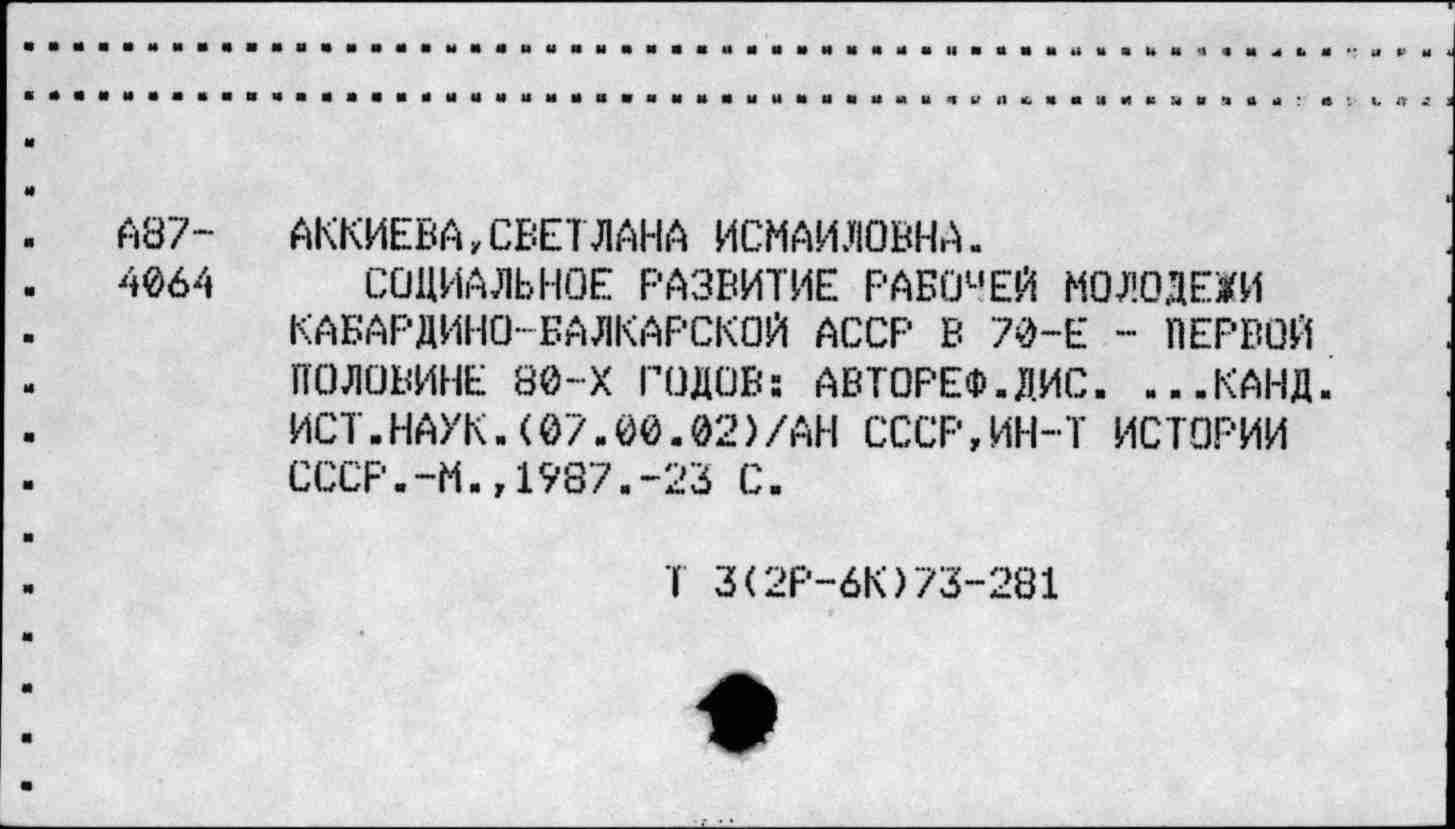 А87- АККИЕВА,СВЕТЛАНА ИСМАИЛОВНА.
4064 СОЦИАЛЬНОЕ РАЗВИТИЕ РАБОЧЕЙ МОЛОДЕЖИ
КАБАРДИНО-БАЛКАРСКОЙ АССР В 70-Е - ПЕРВОЙ
ПОЛОВИНЕ 80-Х ГОДОВ: АВТОРЕФ.ДИС. ...КАНД.
ИСТ.НАУК.(07.00.02)/АН СССР,ИН-Т ИСТОРИИ
СССР.-М.,1987.-23 С.
Т 3(2Р-6К)73-281